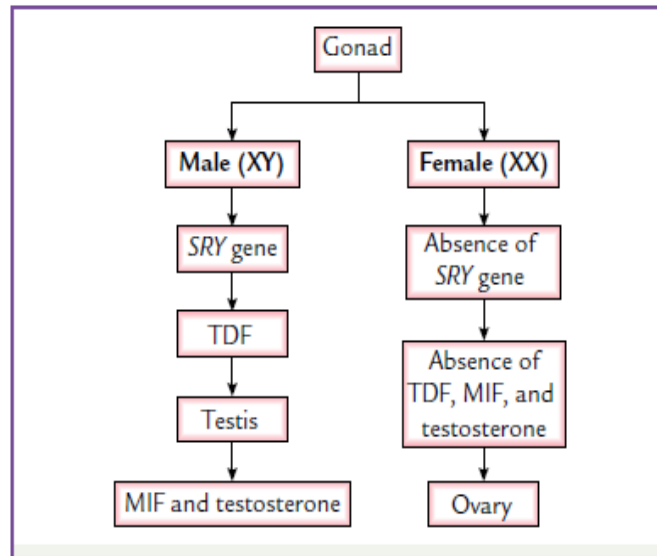 Gonad
Male (XY)
Female (XX)
SRY gene
Absence of
SRY gene
TDF
Absence of
TDF, MIF, and
testosterone
Testis
MIF and testosterone
Ovary